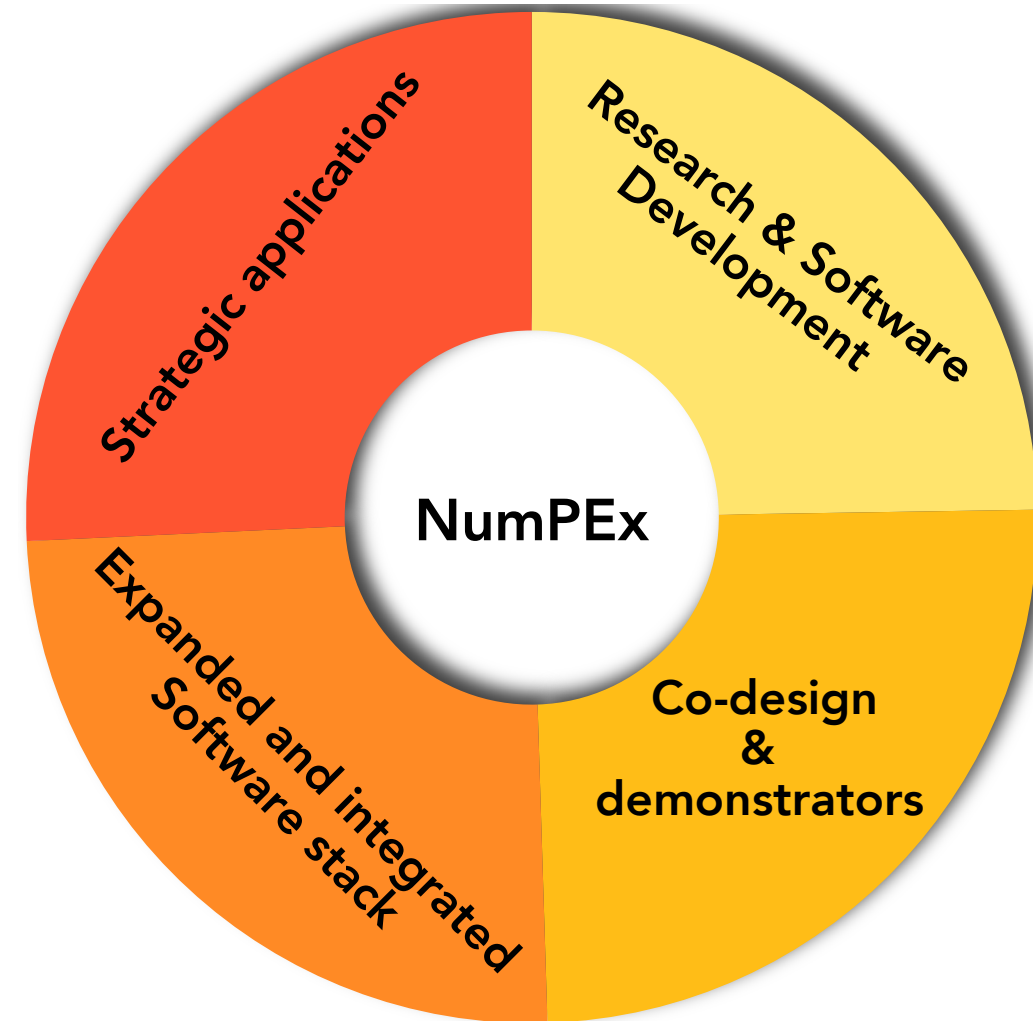 Strategic applications
Research & Software
Development
NumPEx
Expanded and integrated
Software stack
Co-design
&
demonstrators